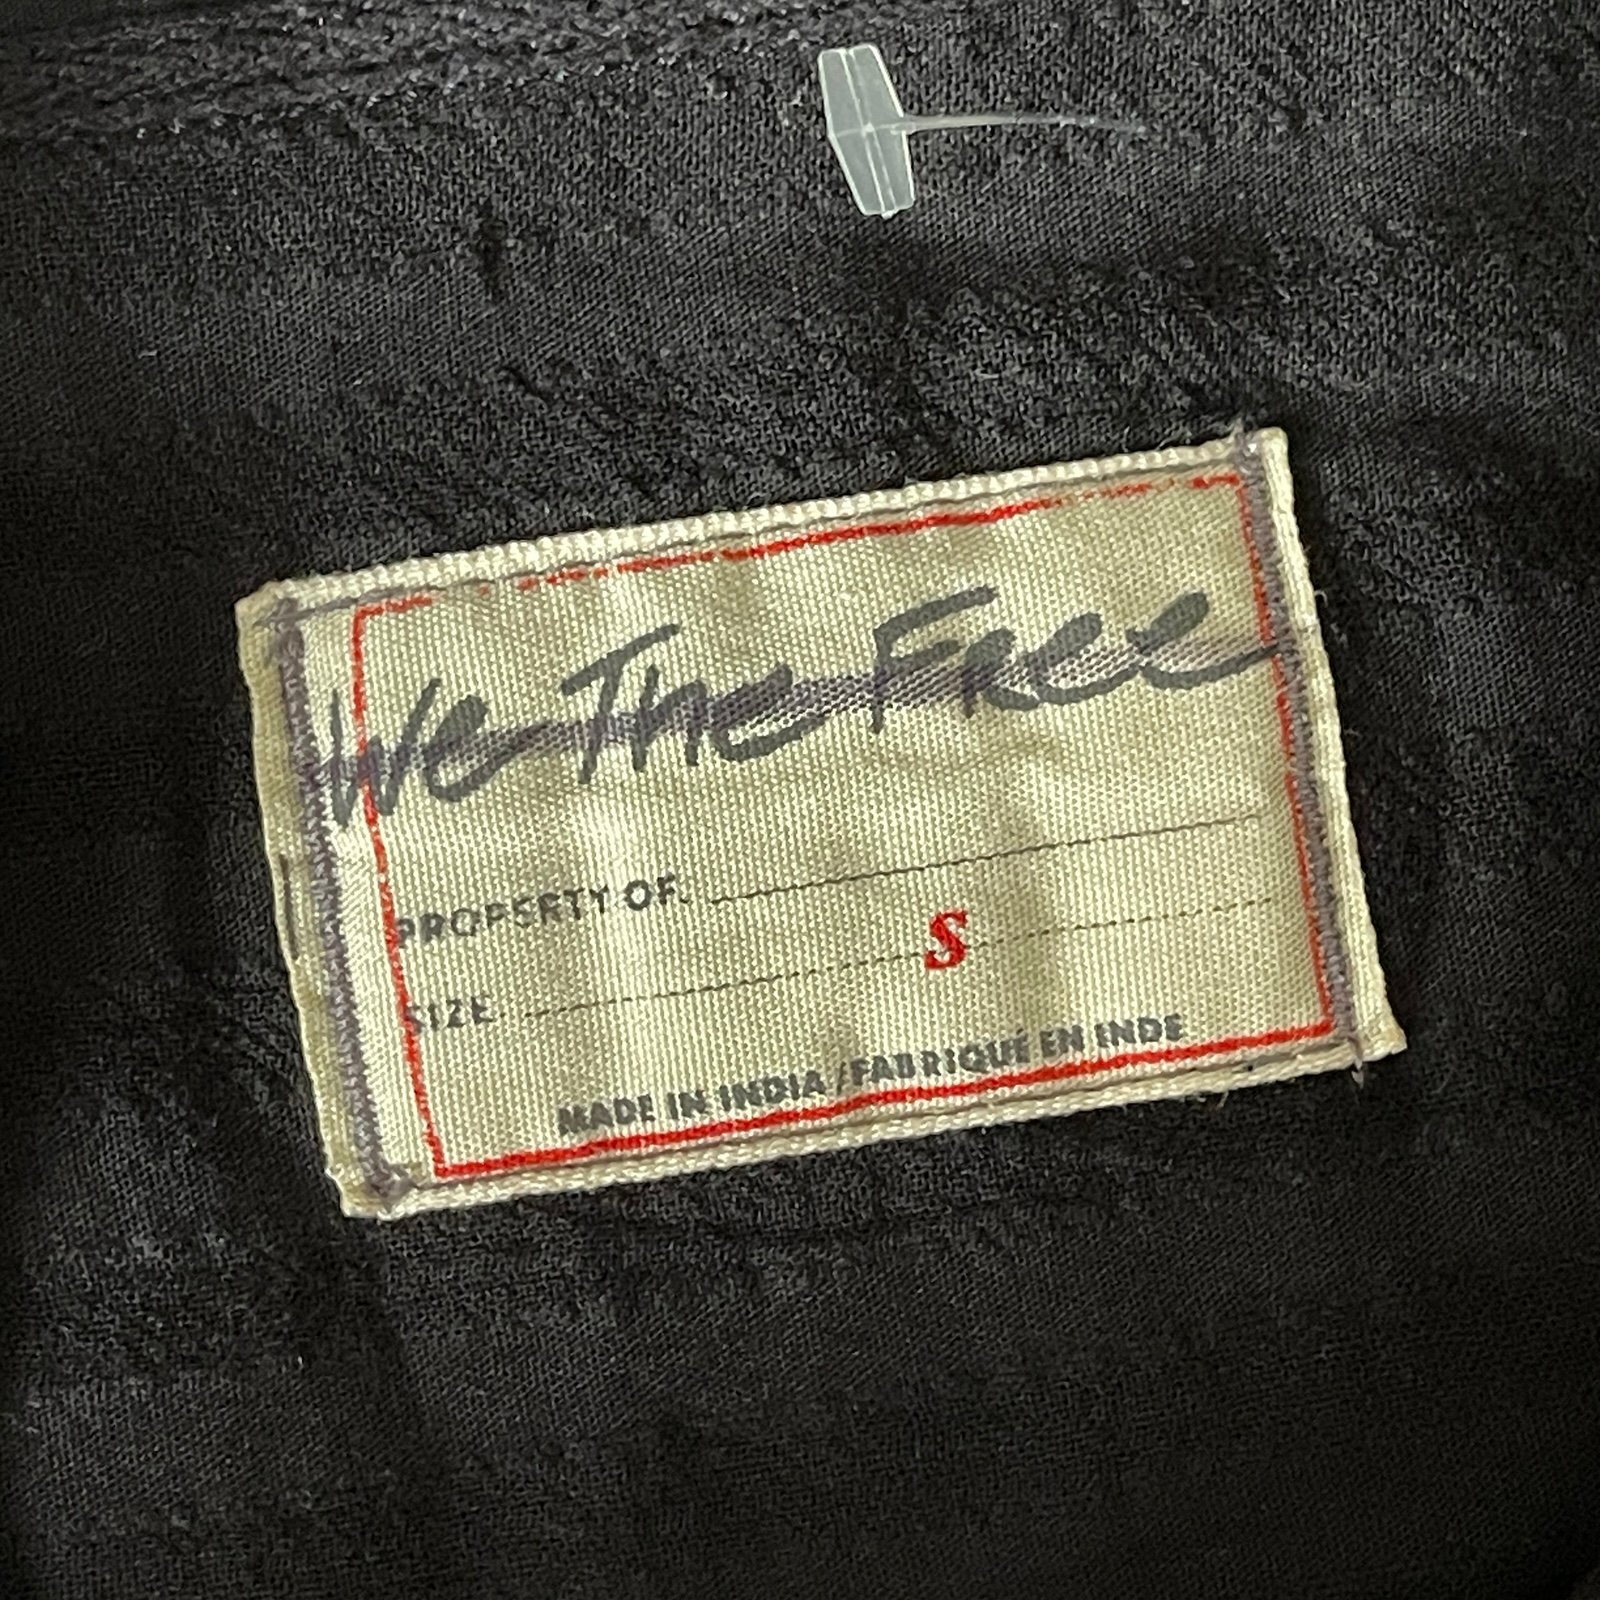 We The Free
PROPERTY OF:
SIZE S
MADE IN INDIA / FABRIQUÉ EN INDE